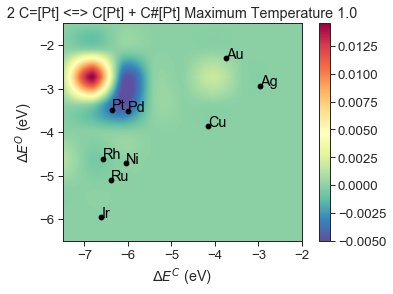 2 C=[Pt] <=> C[Pt] + C#[Pt] Maximum Temperature 1.0
−2
−3
−4
−5
−6
ΔE^O (eV)
Au
Ag
Pt
Pd
Cu
Rh
Ni
Ru
Ir
−7
−6
−5
−4
−3
−2
ΔE^C (eV)
0.0125
0.0100
0.0075
0.0050
0.0025
0.0000
−0.0025
−0.0050